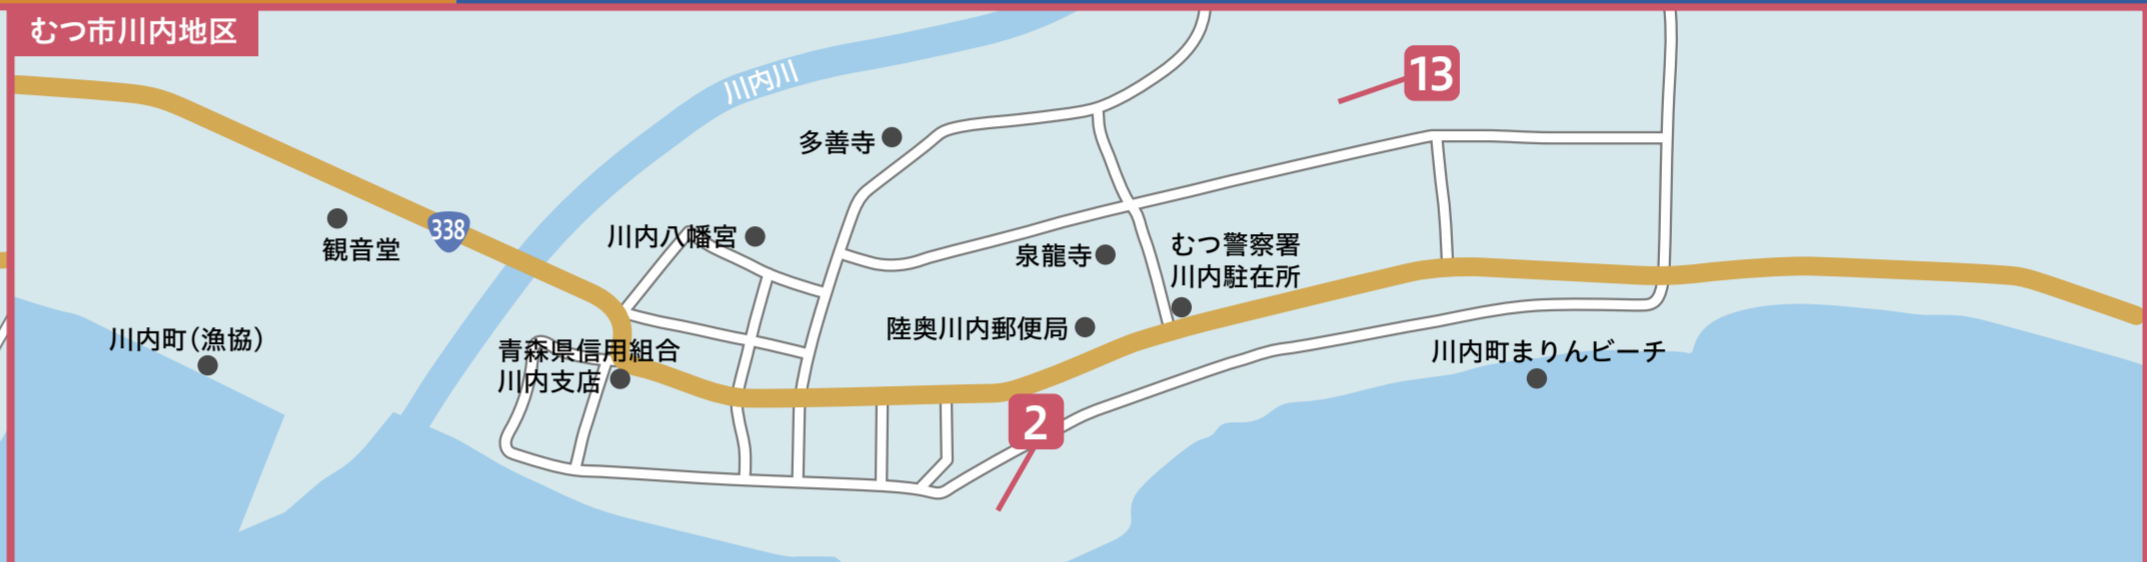 むつ市川内地区
川内川
13
多善寺
338
観音堂
川内八幡宮
泉龍寺
むつ警察署
川内駐在所
陸奥川内郵便局
川内町(漁協)
青森県信用組合
川内支店
川内町まりんビーチ
2